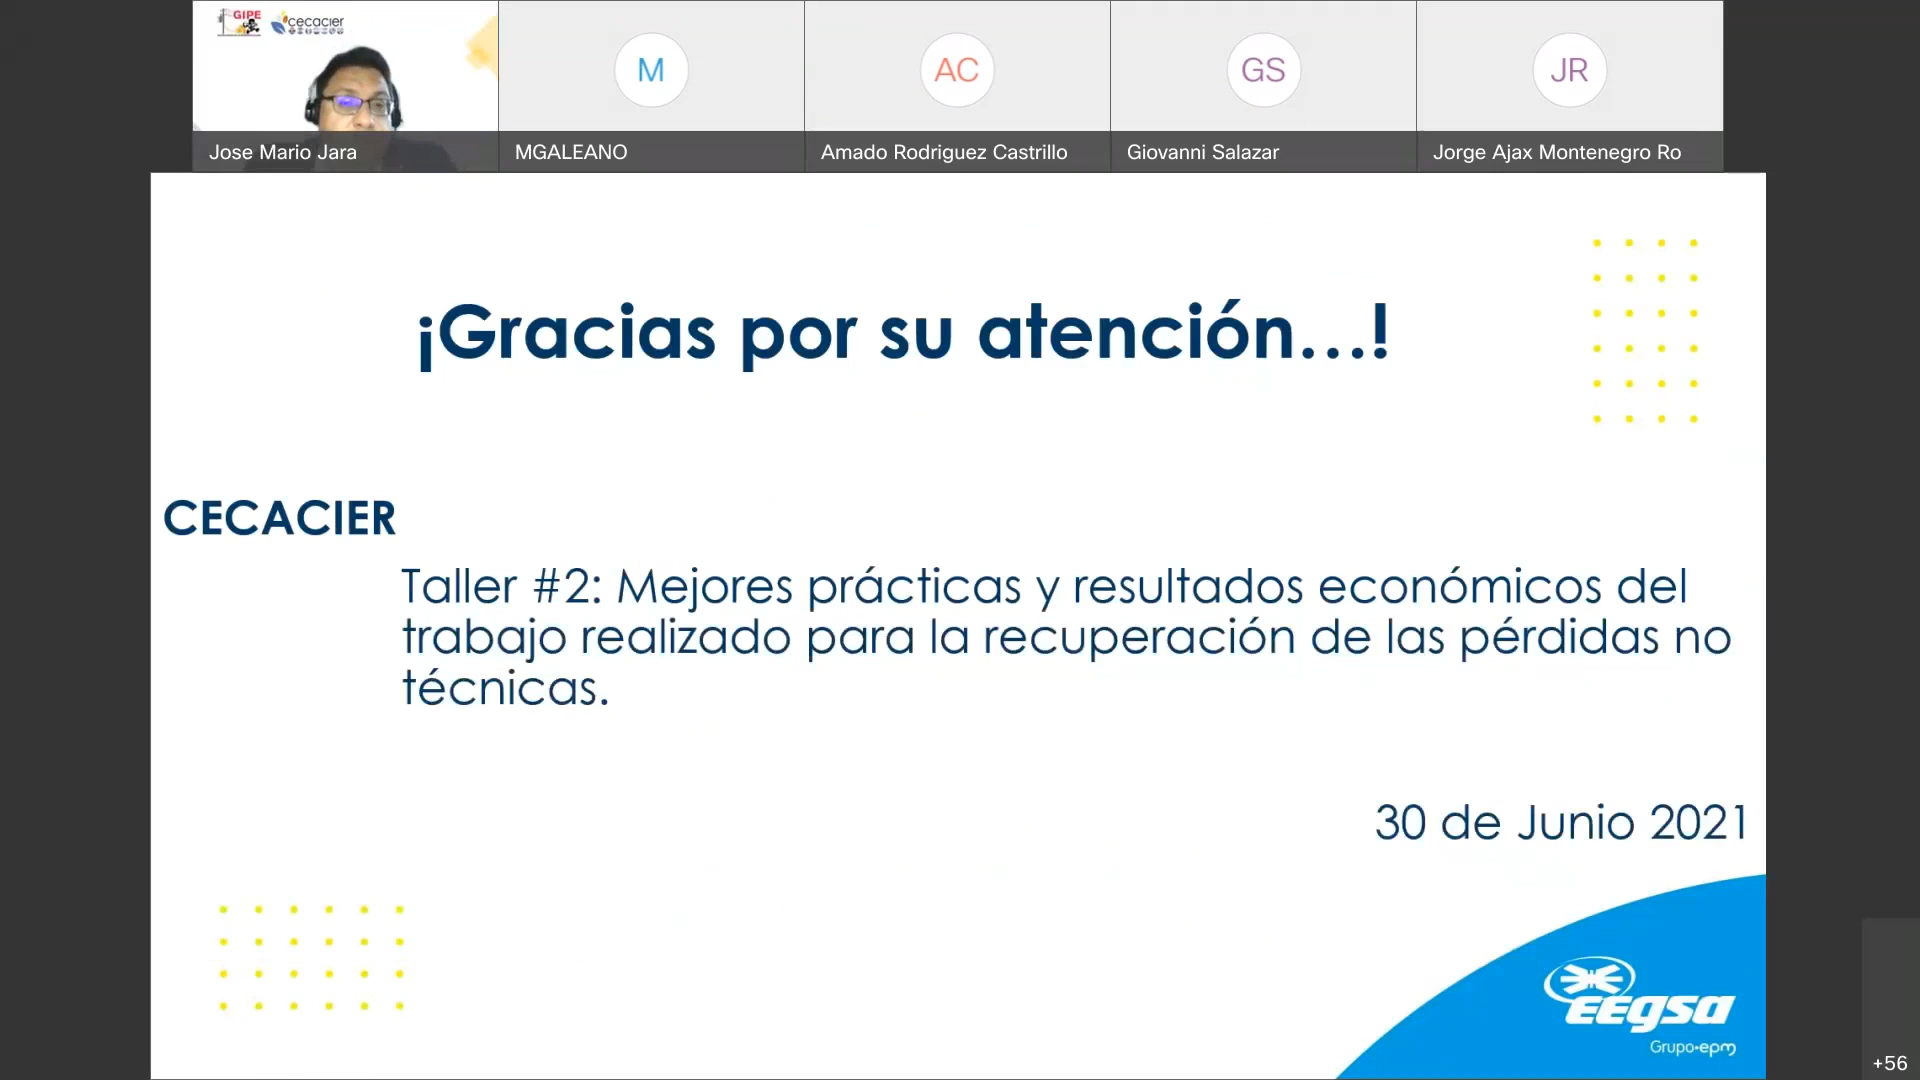 GIPE cecacier
M
AC
GS
JR
Jose Mario Jara
MGALEANO
Amado Rodriguez Castrillo
Giovanni Salazar
Jorge Ajax Montenegro Ro
¡Gracias por su atención...!
CECACIER
Taller #2: Mejores prácticas y resultados económicos del
trabajo realizado para la recuperación de las pérdidas no
técnicas.
30 de Junio 2021
EEgsa
Grupo•epm
+56